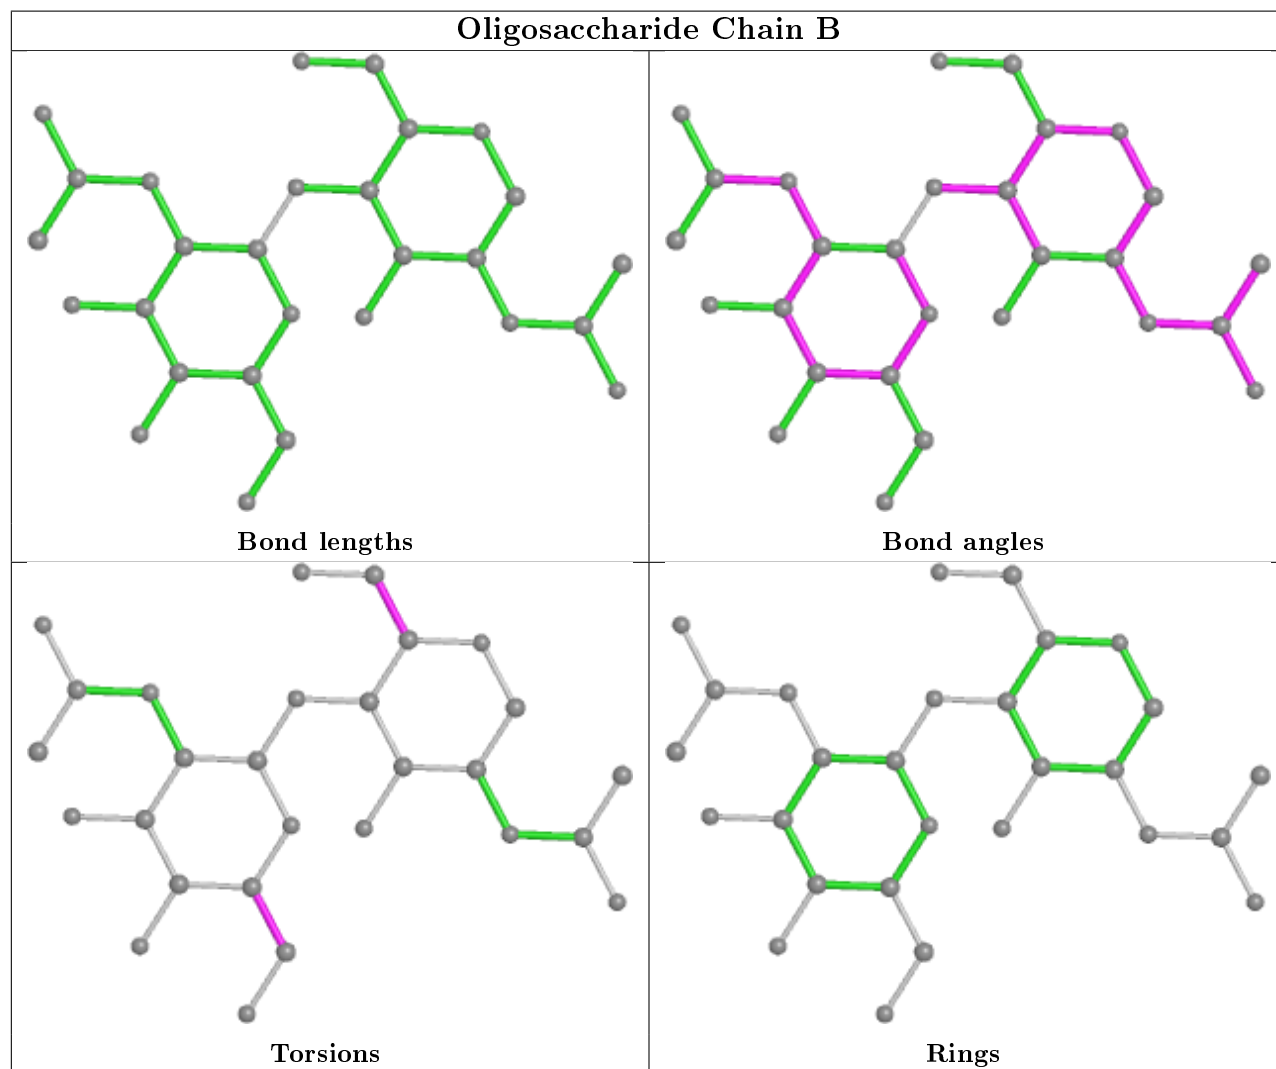 Oligosaccharide Chain B
Bond lengths
Bond angles
Torsions
Rings